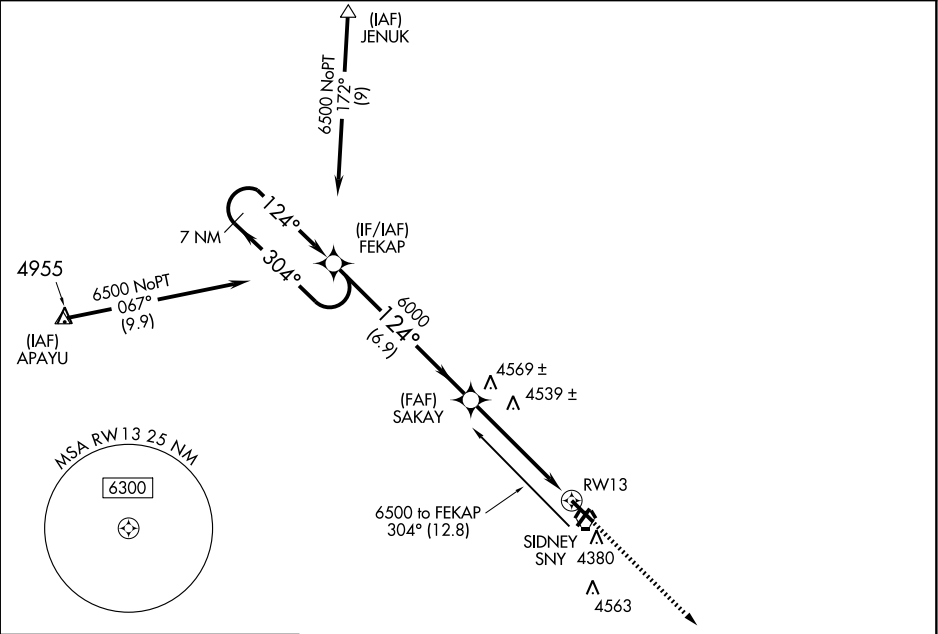 (IAF)
JENUK
6500 NoPT
172°
(9)
124°
7 NM
304°
(IF/IAF)
FEKAP
4955
6500 NoPT
067°
(9.9)
(IAF)
APAYU
6000
124°
(6.9)
4569 ±
4539 ±
(FAF)
SAKAY
MSA RW13 25 NM
6300
RW13
6500 to FEKAP
304° (12.8)
SIDNEY
SNY
4380
4563